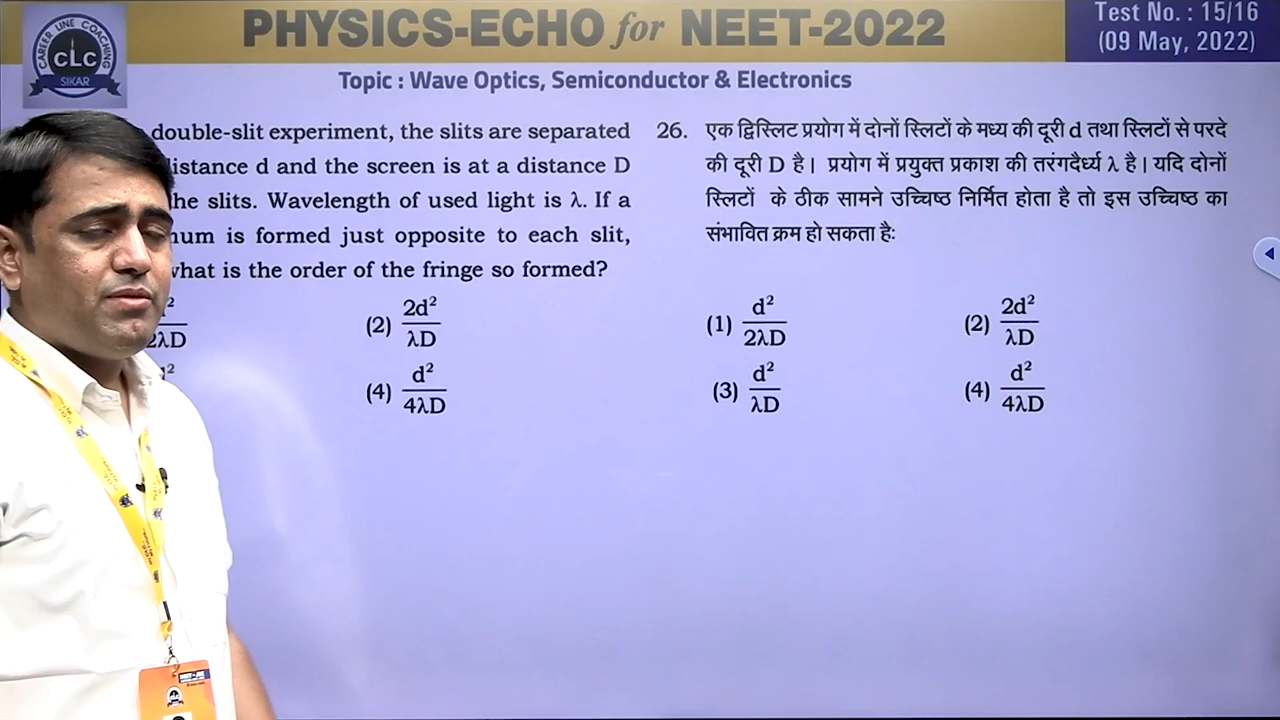 PHYSICS-ECHO for NEET-2022
Test No. : 15/16
(09 May, 2022)
CAREER LINE COACHING
CLC
SIKAR
Topic : Wave Optics, Semiconductor & Electronics
double-slit experiment, the slits are separated
distance d and the screen is at a distance D
the slits. Wavelength of used light is λ. If a
is formed just opposite to each slit,
what is the order of the fringe so formed?
2λD
(2) 2d²/λD
(4) d²/4λD
26. एक द्विस्लिट प्रयोग में दोनों स्लिटों के मध्य की दूरी d तथा स्लिटों से परदे
की दूरी D है। प्रयोग में प्रयुक्त प्रकाश की तरंगदैर्ध्य λ है। यदि दोनों
स्लिटों के ठीक सामने उच्चिष्ठ निर्मित होता है तो इस उच्चिष्ठ का
संभावित क्रम हो सकता है:
(1) d²/2λD (2) 2d²/λD
(3) d²/λD (4) d²/4λD
CLC